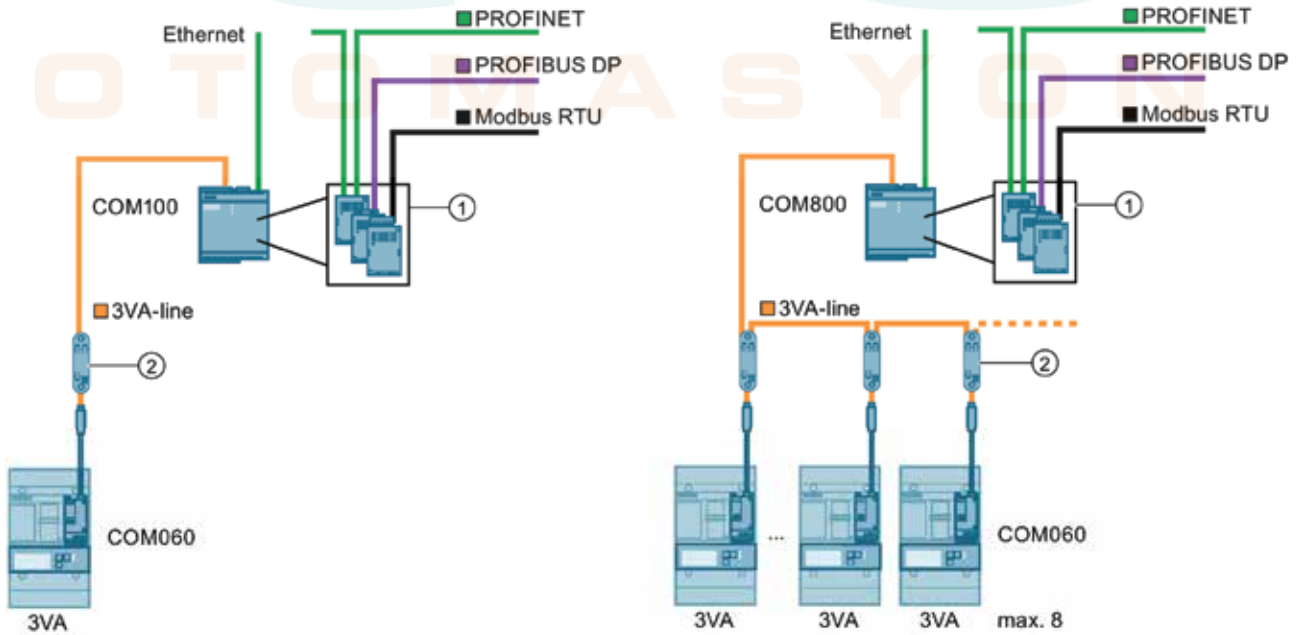 OTOMASYON
Ethernet
PROFINET
PROFIBUS DP
Modbus RTU
COM100
1
3VA-line
2
COM060
3VA
Ethernet
PROFINET
PROFIBUS DP
Modbus RTU
COM800
1
3VA-line
2
...
COM060
3VA
3VA
3VA
max. 8